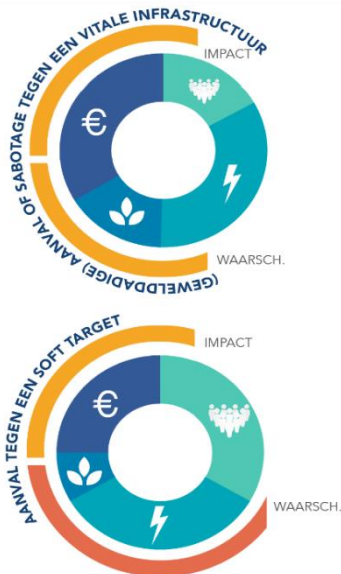 (GEWELDDADIGE) AANVAL OF SABOTAGE TEGEN EEN VITALE INFRASTRUCTUUR
IMPACT
€
WAARSCH.
AANVAL TEGEN EEN SOFT TARGET
IMPACT
€
WAARSCH.